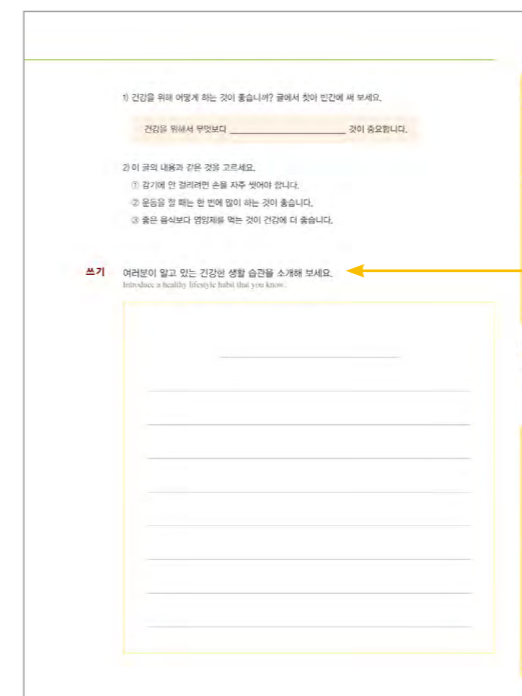 1) 건강을 위해 어떻게 하는 것이 좋습니까? 글에서 찾아 빈칸에 써 보세요.
건강을 위해서 무엇보다 ____________ 것이 중요합니다.
2) 이 글의 내용과 같은 것을 고르세요.
① 감기에 안 걸리려면 손을 자주 씻어야 합니다.
② 운동을 할 때는 한 번에 많이 하는 것이 좋습니다.
③ 좋은 음식보다 영양제를 먹는 것이 건강에 더 좋습니다.
쓰기 여러분이 알고 있는 건강한 생활 습관을 소개해 보세요.
Introduce a healthy lifestyle habit that you know.